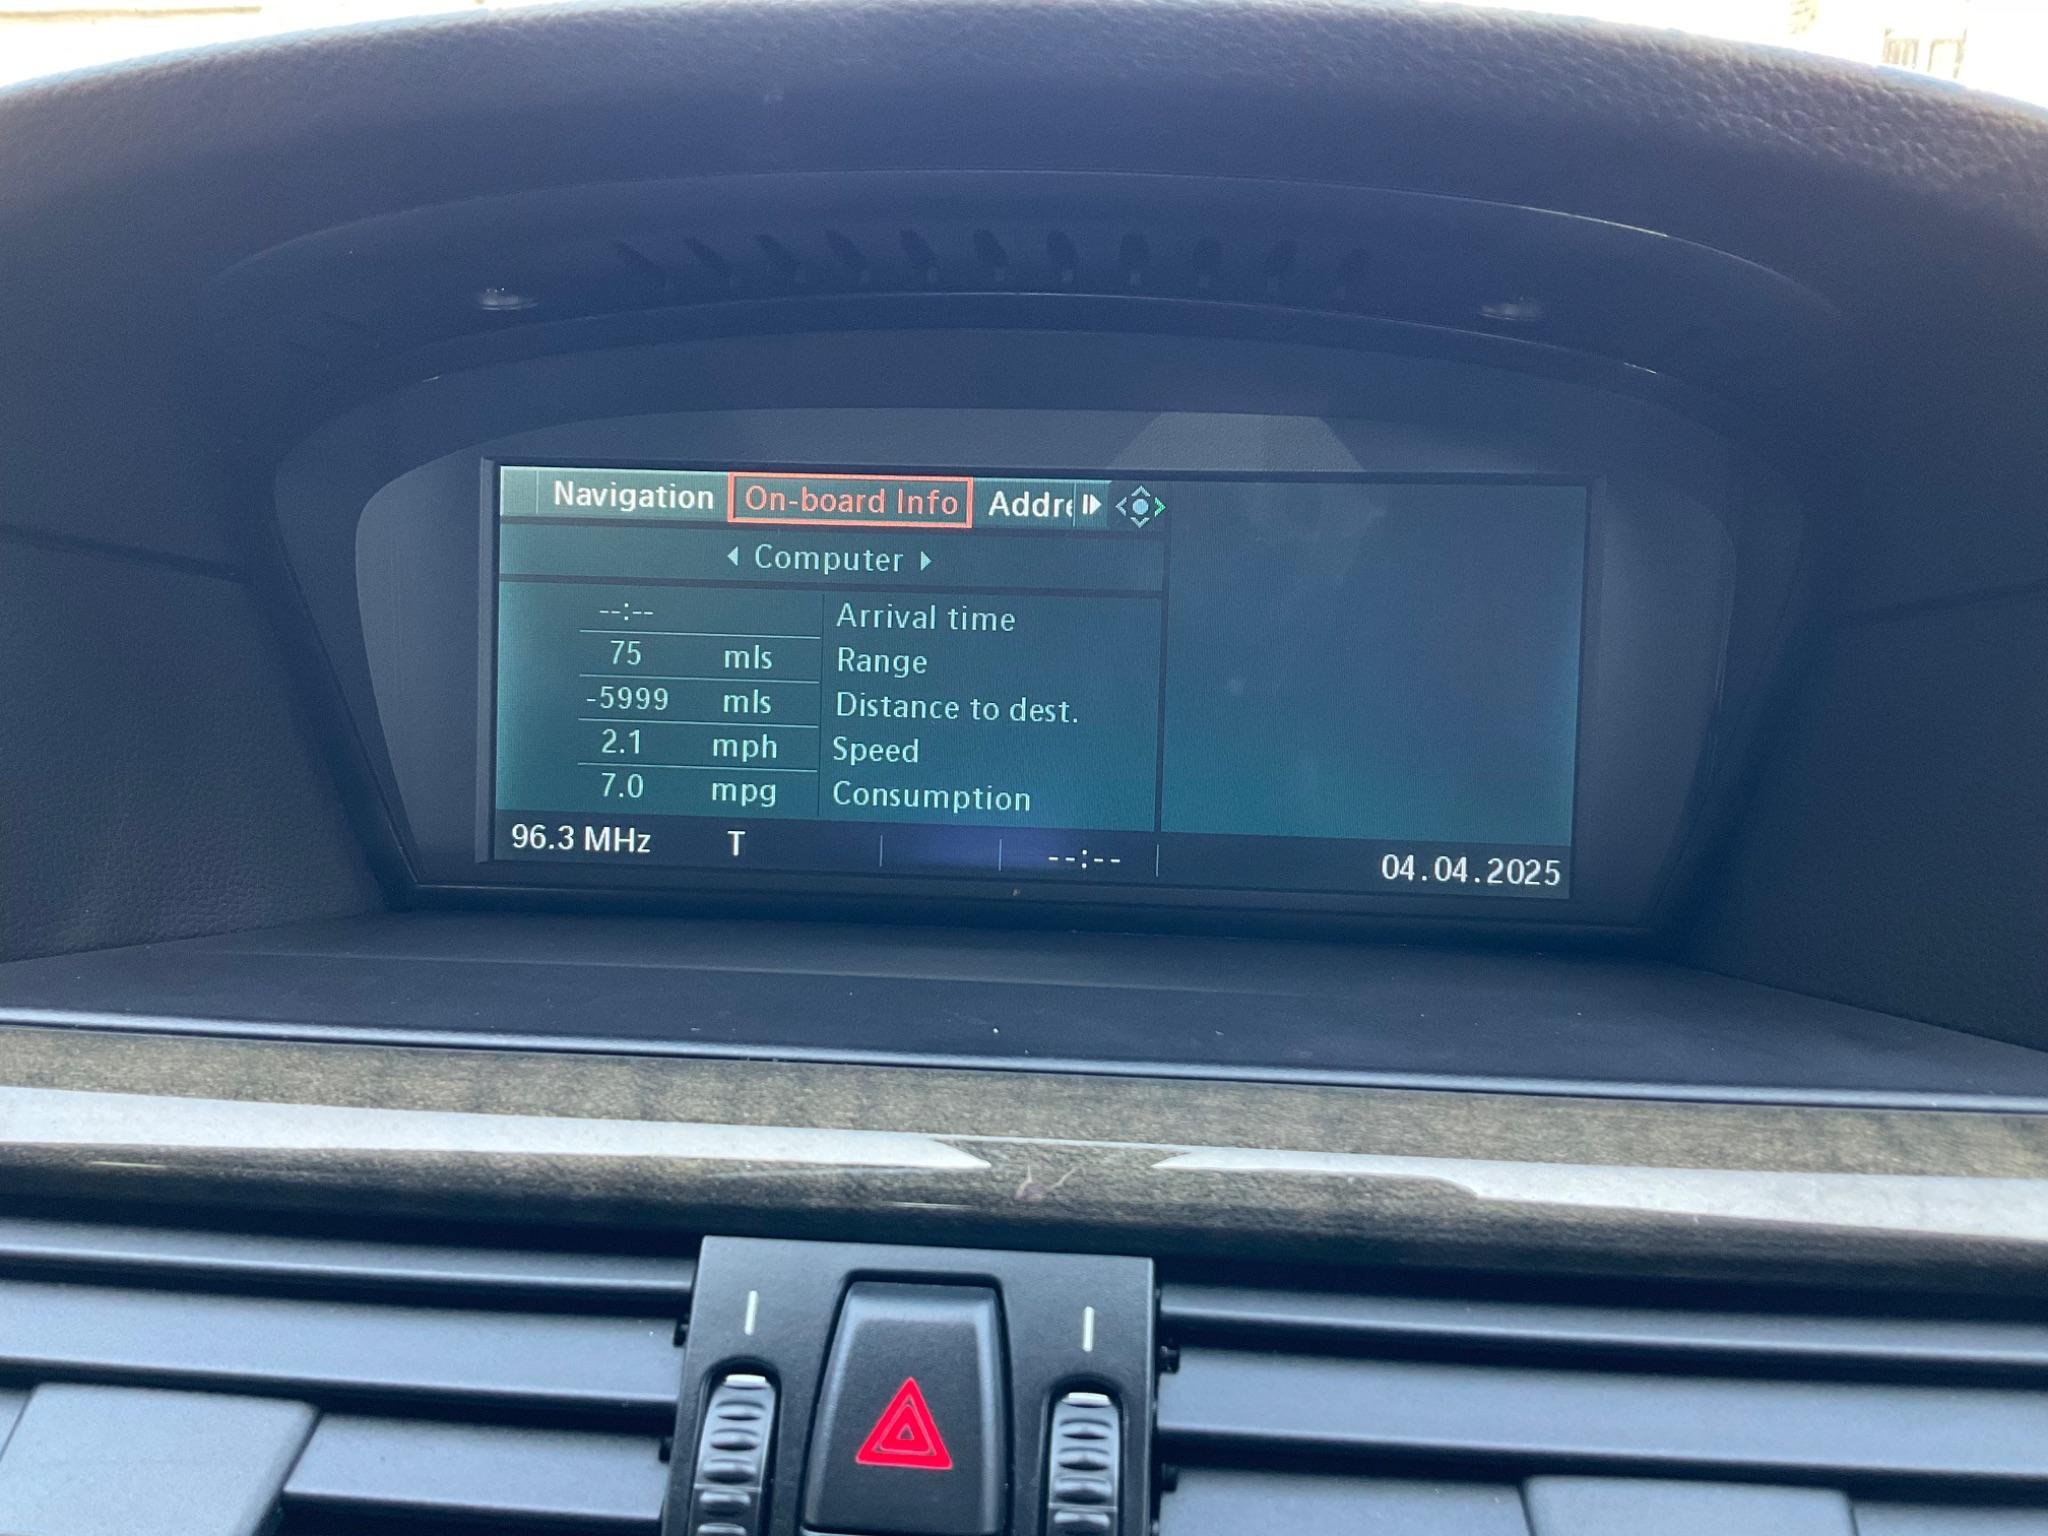 Navigation On-board Info Addre
Computer
--:-- Arrival time
75 mls Range
-5999 mls Distance to dest.
2.1 mph Speed
7.0 mpg Consumption
96.3 MHz T --:-- 04.04.2025